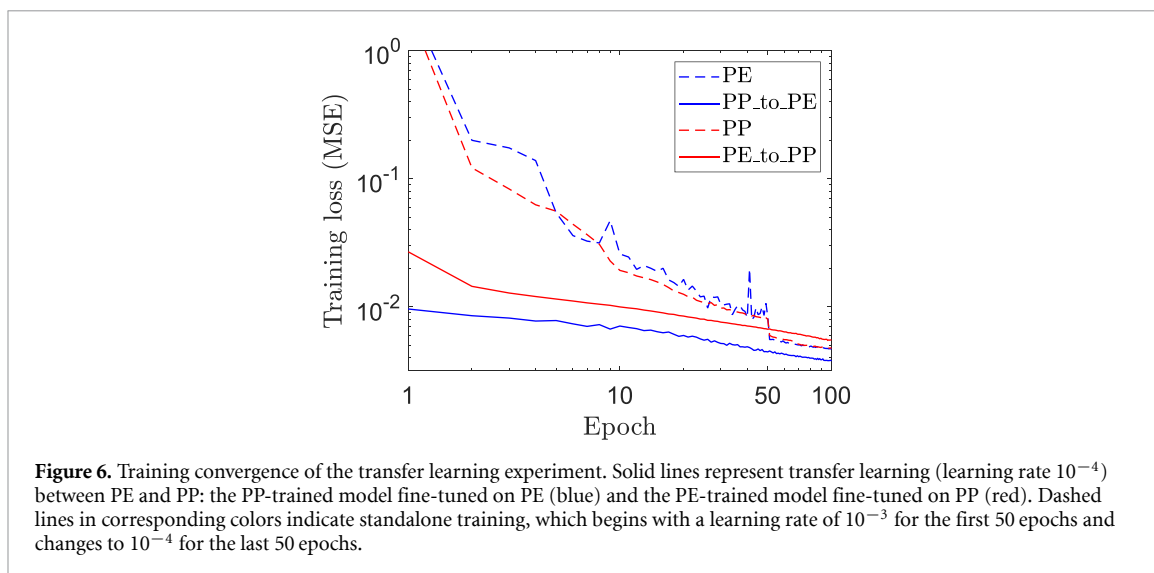 10^0
10^-1
10^-2
Training loss (MSE)
PE
PP_to_PE
PP
PE_to_PP
1 10 50 100
Epoch
Figure 6. Training convergence of the transfer learning experiment. Solid lines represent transfer learning (learning rate 10^−4)
between PE and PP: the PP-trained model fine-tuned on PE (blue) and the PE-trained model fine-tuned on PP (red). Dashed
lines in corresponding colors indicate standalone training, which begins with a learning rate of 10^−3 for the first 50 epochs and
changes to 10^−4 for the last 50 epochs.